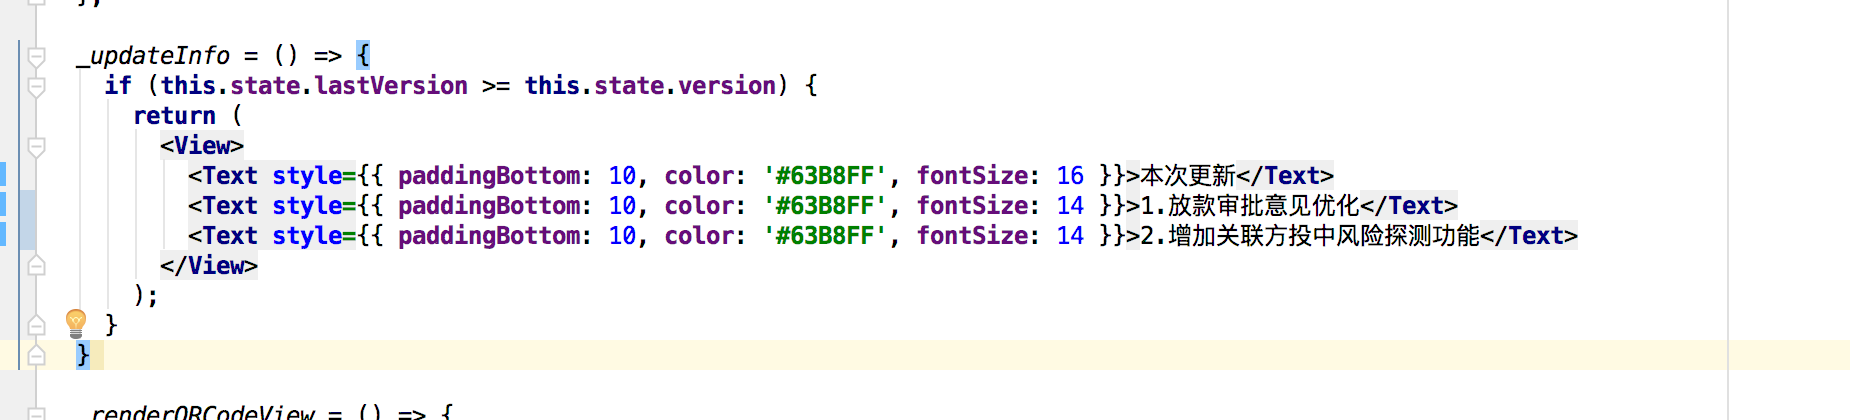 };
_updateInfo = () => {
if (this.state.lastVersion >= this.state.version) {
return (
<View>
<Text style={{ paddingBottom: 10, color: '#63B8FF', fontSize: 16 }}>本次更新</Text>
<Text style={{ paddingBottom: 10, color: '#63B8FF', fontSize: 14 }}>1.放款审批意见优化</Text>
<Text style={{ paddingBottom: 10, color: '#63B8FF', fontSize: 14 }}>2.增加关联方投中风险探测功能</Text>
</View>
);
}
}
_renderQRCodeView = () => {